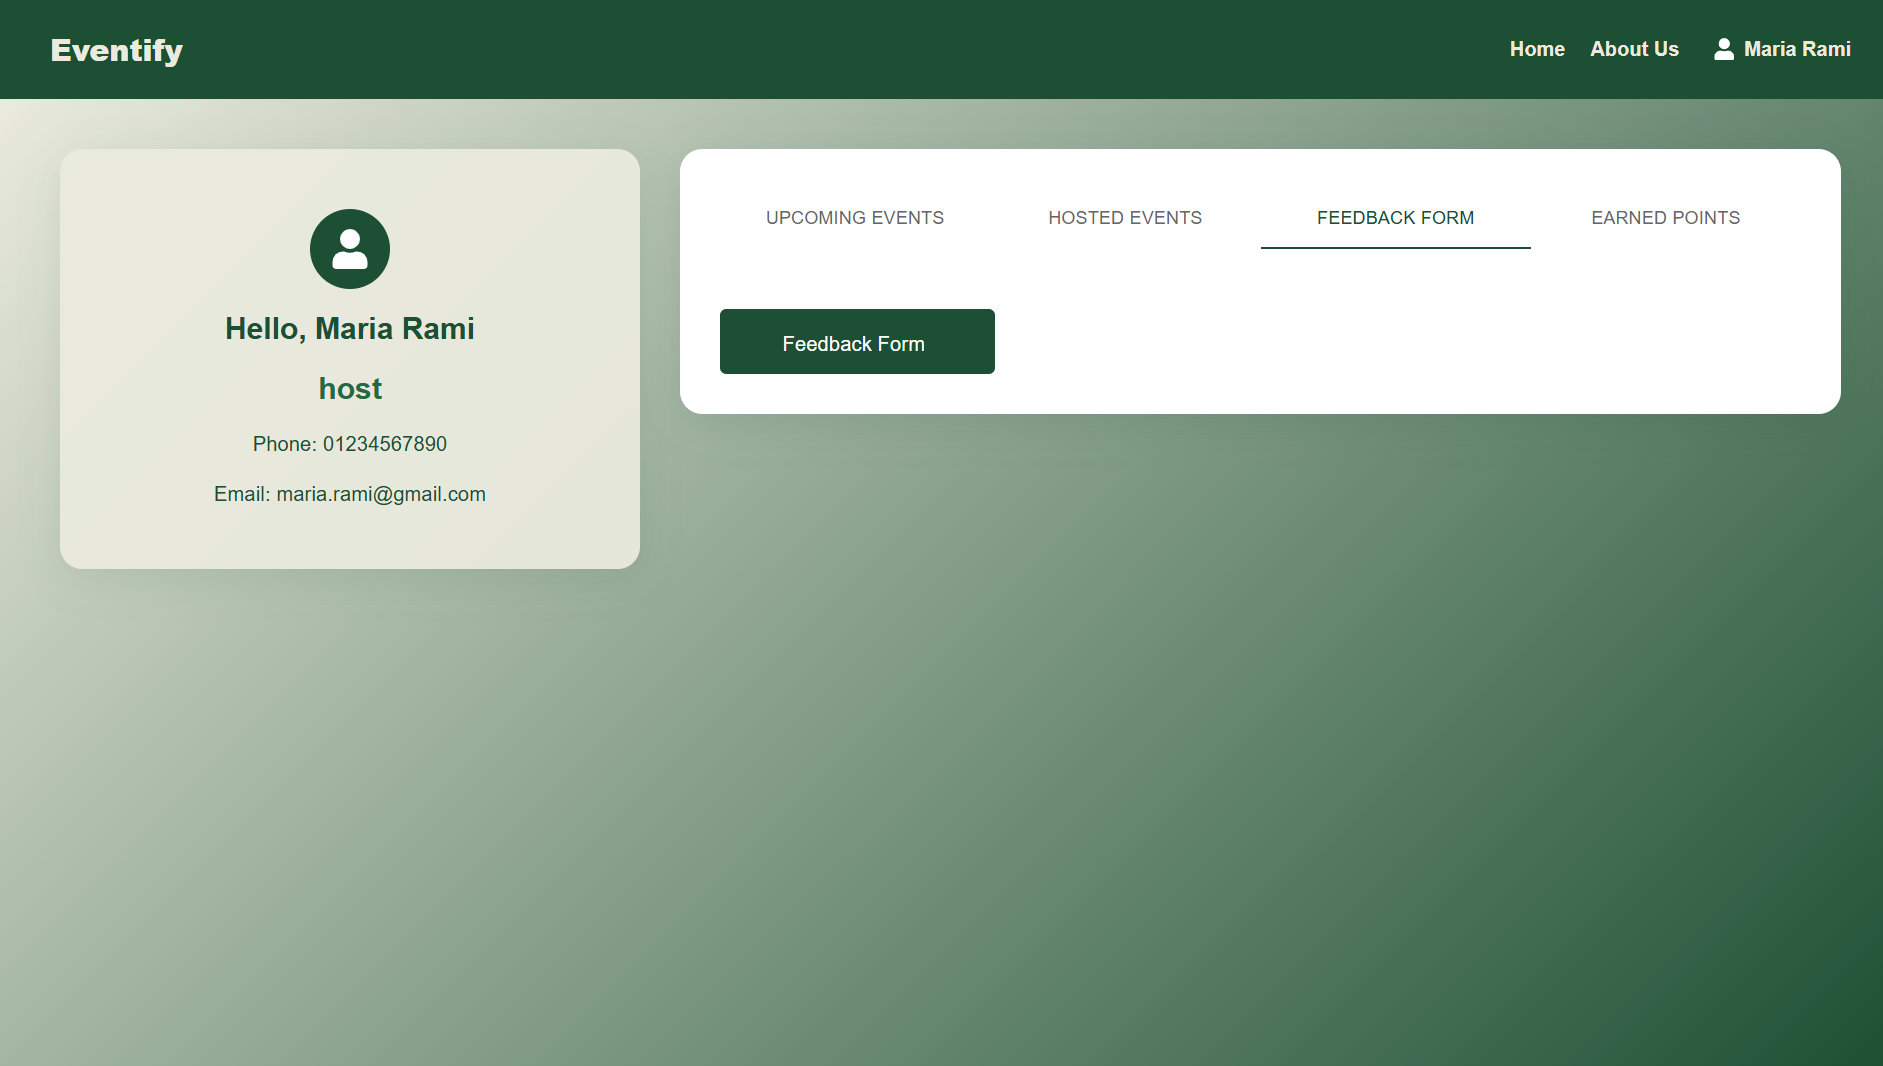 Eventify
Home
About Us
Maria Rami
Hello, Maria Rami
host
Phone: 01234567890
Email: maria.rami@gmail.com
UPCOMING EVENTS
HOSTED EVENTS
FEEDBACK FORM
EARNED POINTS
Feedback Form